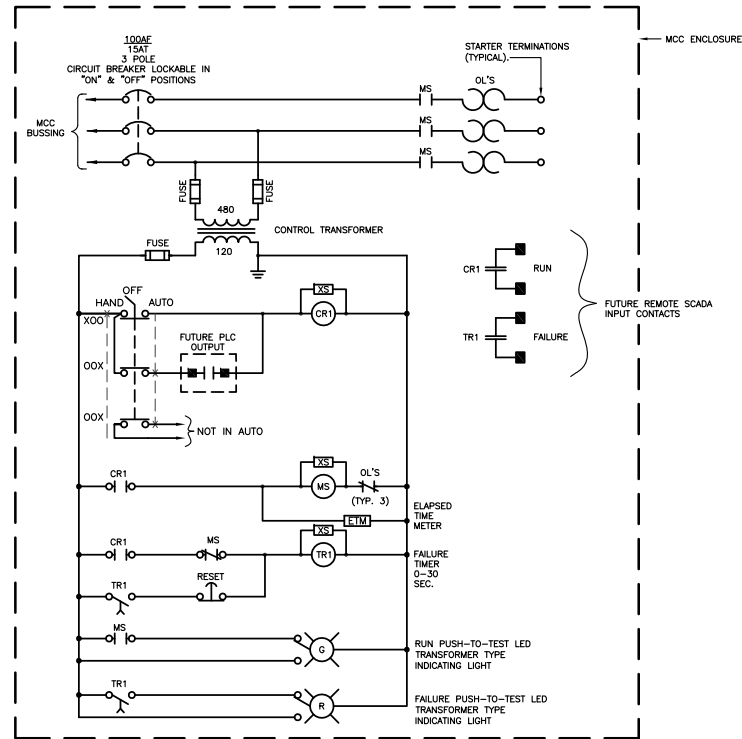 100AF
15AT
3 POLE
CIRCUIT BREAKER LOCKABLE IN
"ON" & "OFF" POSITIONS
STARTER TERMINATIONS
(TYPICAL).
MCC ENCLOSURE
MS
OL'S
MCC
BUSSING
MS
MS
FUSE
FUSE
480
CONTROL TRANSFORMER
120
FUSE
CR1
RUN
TR1
FAILURE
FUTURE REMOTE SCADA
INPUT CONTACTS
OFF
HAND
AUTO
XOO
XS
CR1
FUTURE PLC
OUTPUT
OOX
OOX
NOT IN AUTO
CR1
XS
MS
OL'S
(TYP. 3)
ETM
ELAPSED
TIME
METER
CR1
MS
XS
TR1
FAILURE
TIMER
0-30
SEC.
TR1
RESET
MS
G
RUN PUSH-TO-TEST LED
TRANSFORMER TYPE
INDICATING LIGHT
TR1
R
FAILURE PUSH-TO-TEST LED
TRANSFORMER TYPE
INDICATING LIGHT